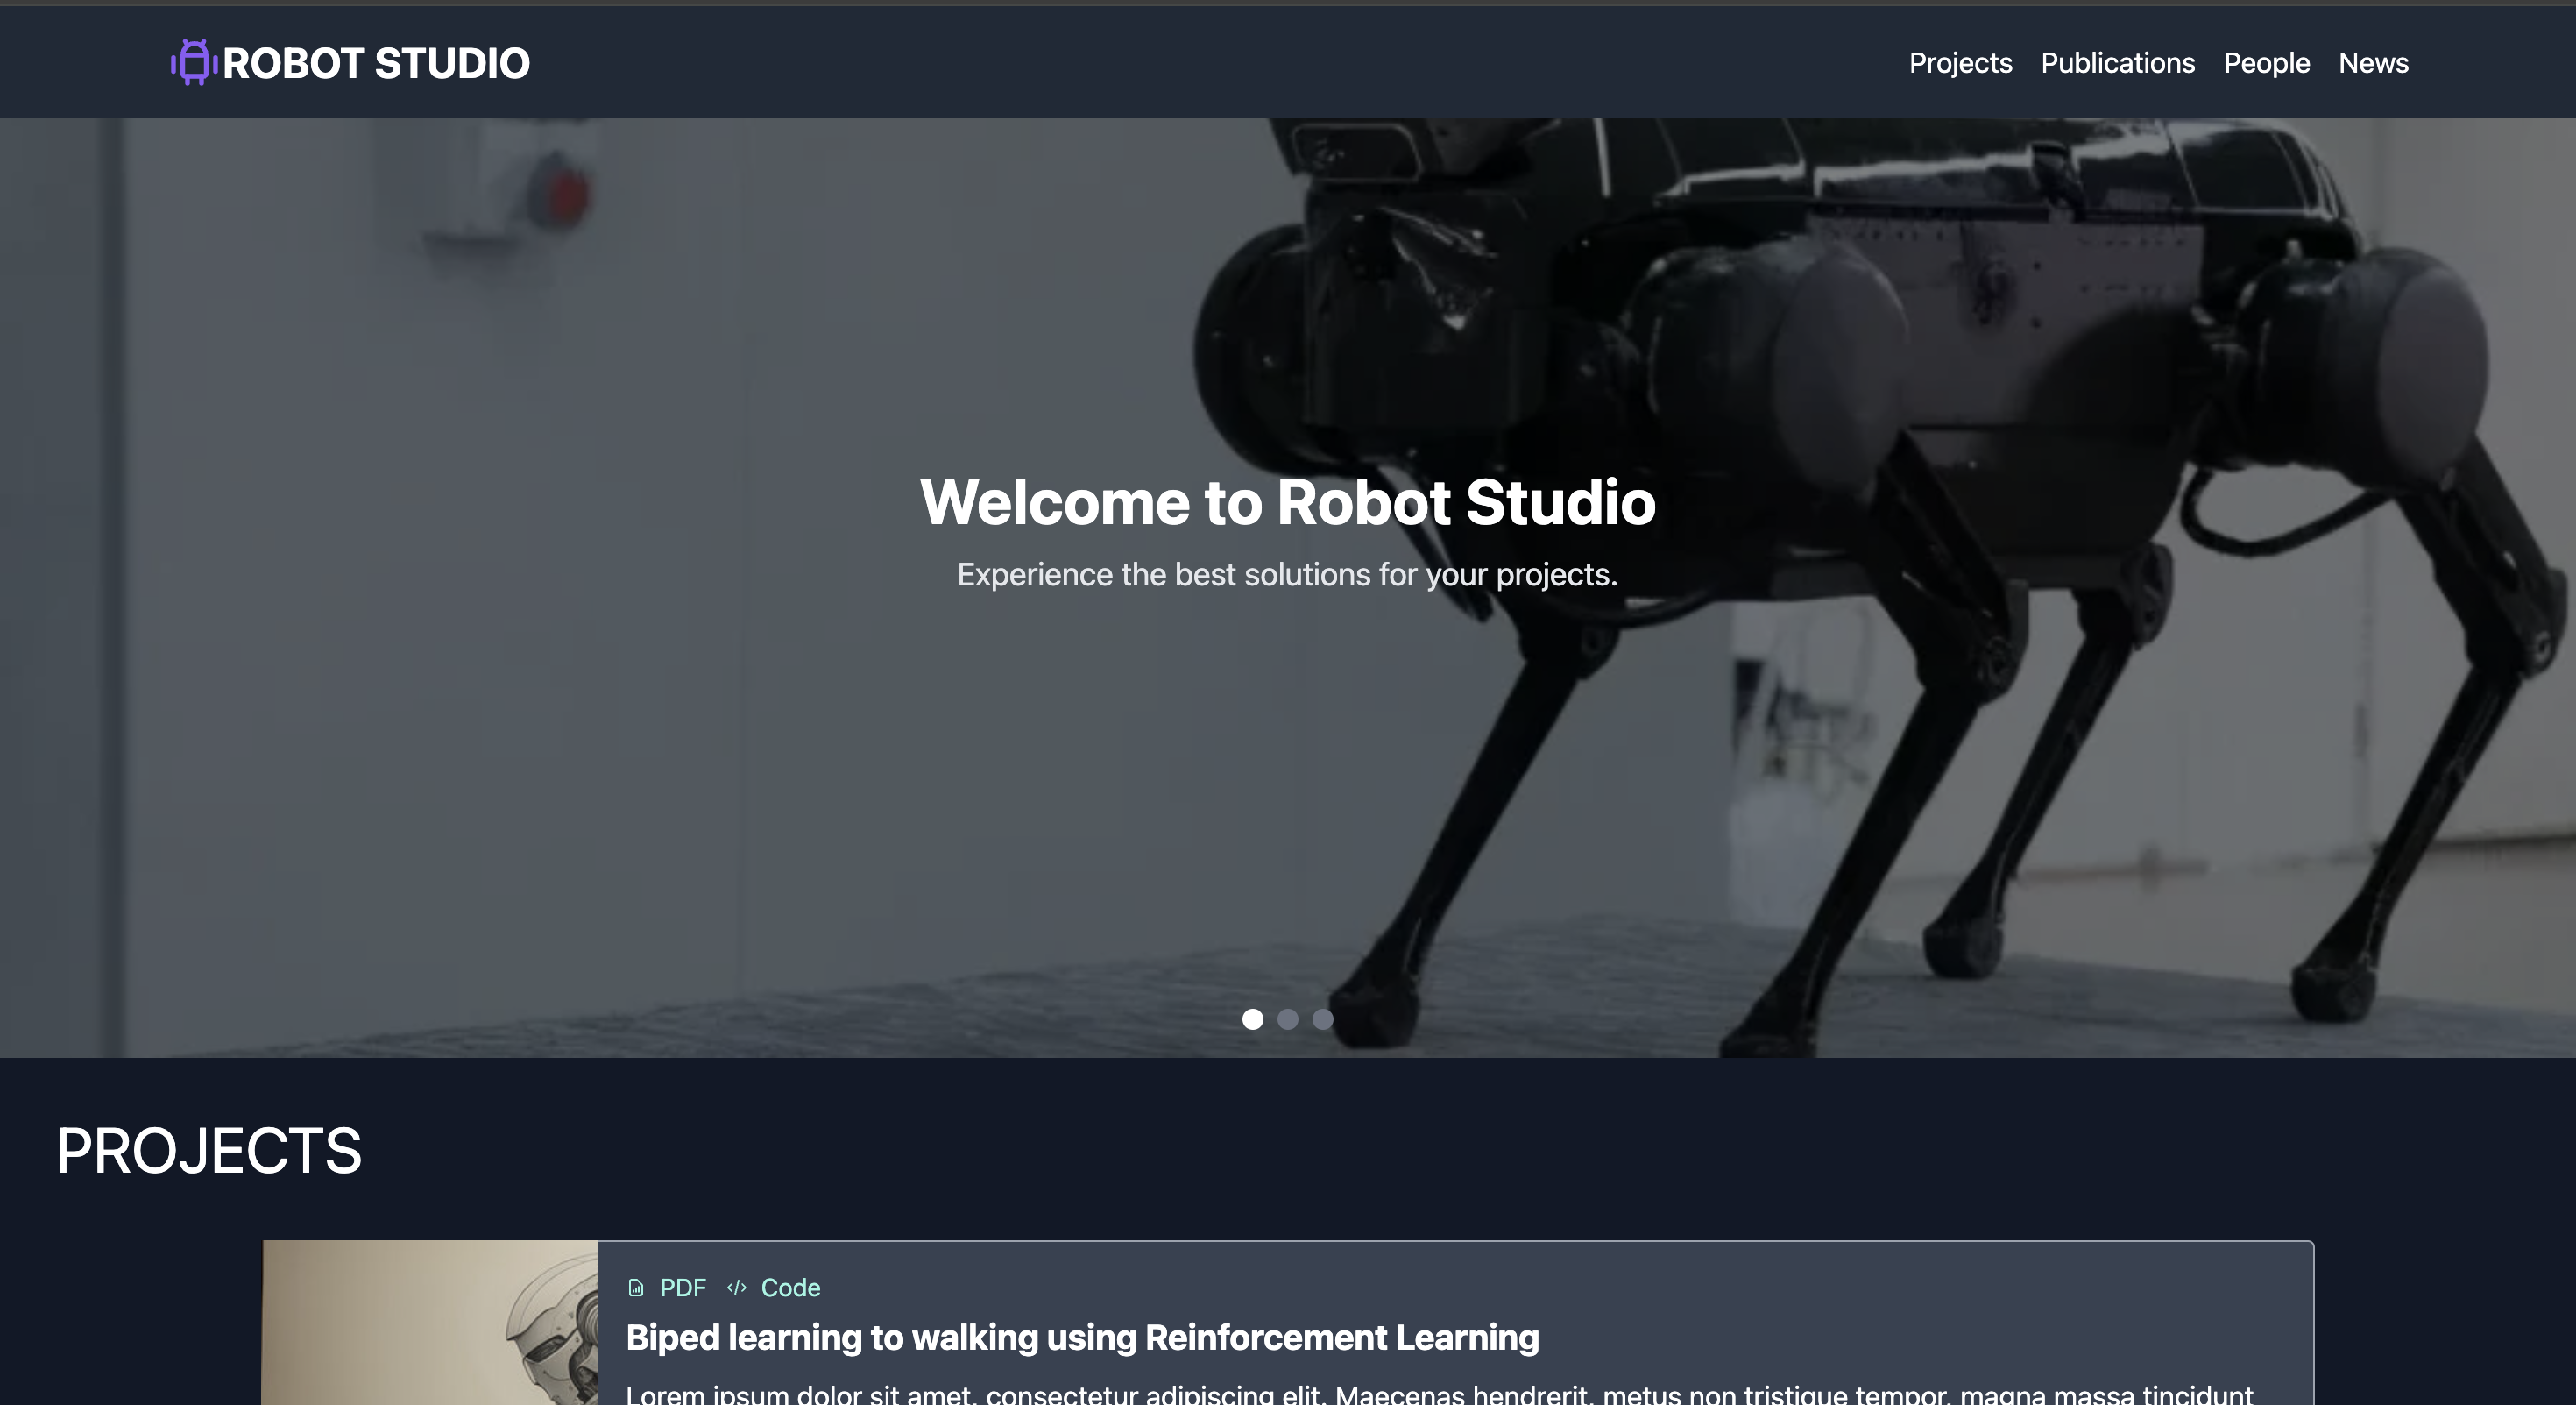 ROBOT STUDIO
Projects Publications People News
Welcome to Robot Studio
Experience the best solutions for your projects.
PROJECTS
PDF </> Code
Biped learning to walking using Reinforcement Learning
Lorem ipsum dolor sit amet, consectetur adipiscing elit. Maecenas hendrerit, metus non tristique tempor, magna massa tincidunt